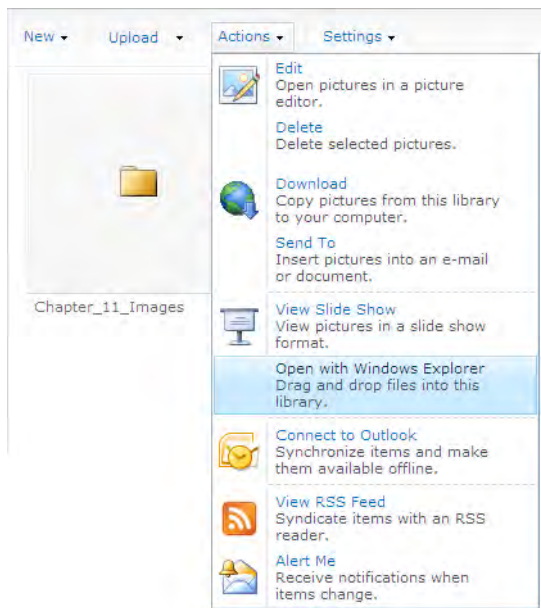 New Upload Actions Settings
Edit
Open pictures in a picture
editor.
Delete
Delete selected pictures.
Download
Copy pictures from this library
to your computer.
Send To
Insert pictures into an e-mail
or document.
Chapter_11_Images
View Slide Show
View pictures in a slide show
format.
Open with Windows Explorer
Drag and drop files into this
library.
Connect to Outlook
Synchronize items and make
them available offline.
View RSS Feed
Syndicate items with an RSS
reader.
Alert Me
Receive notifications when
items change.